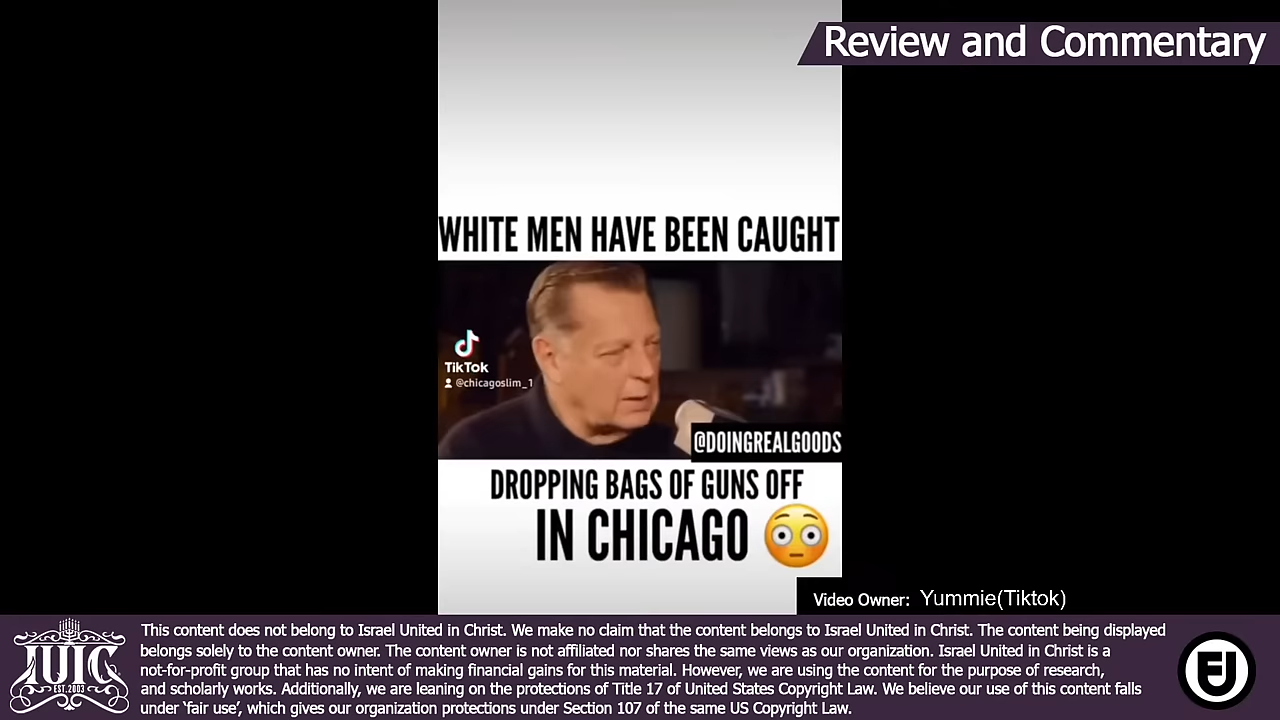 Review and Commentary
WHITE MEN HAVE BEEN CAUGHT
TikTok
@chicagoslim_1
@DOINGREALGOODS
DROPPING BAGS OF GUNS OFF
IN CHICAGO
Video Owner: Yummie(Tiktok)
IUIC
EST.2003
This content does not belong to Israel United in Christ. We make no claim that the content belongs to Israel United in Christ. The content being displayed
belongs solely to the content owner. The content owner is not affiliated nor shares the same views as our organization. Israel United in Christ is a
not-for-profit group that has no intent of making financial gains for this material. However, we are using the content for the purpose of research,
and scholarly works. Additionally, we are leaning on the protections of Title 17 of United States Copyright Law. We believe our use of this content falls
under 'fair use', which gives our organization protections under Section 107 of the same US Copyright Law.